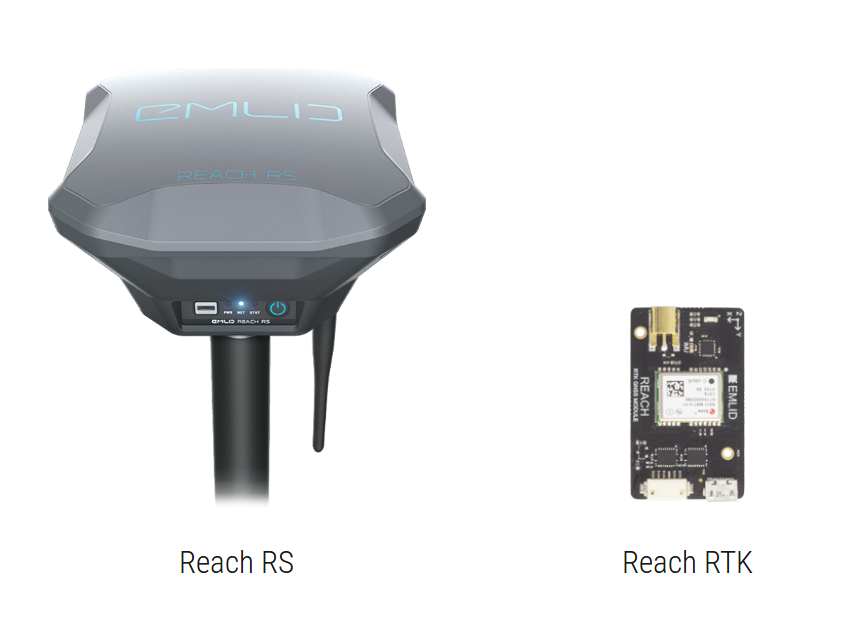 EMLID
REACH RS
PWR NET STAT
EMLID REACH RS
REACH
RTK GNSS MODULE
EMLID
Z
X
Y
Reach RS
Reach RTK